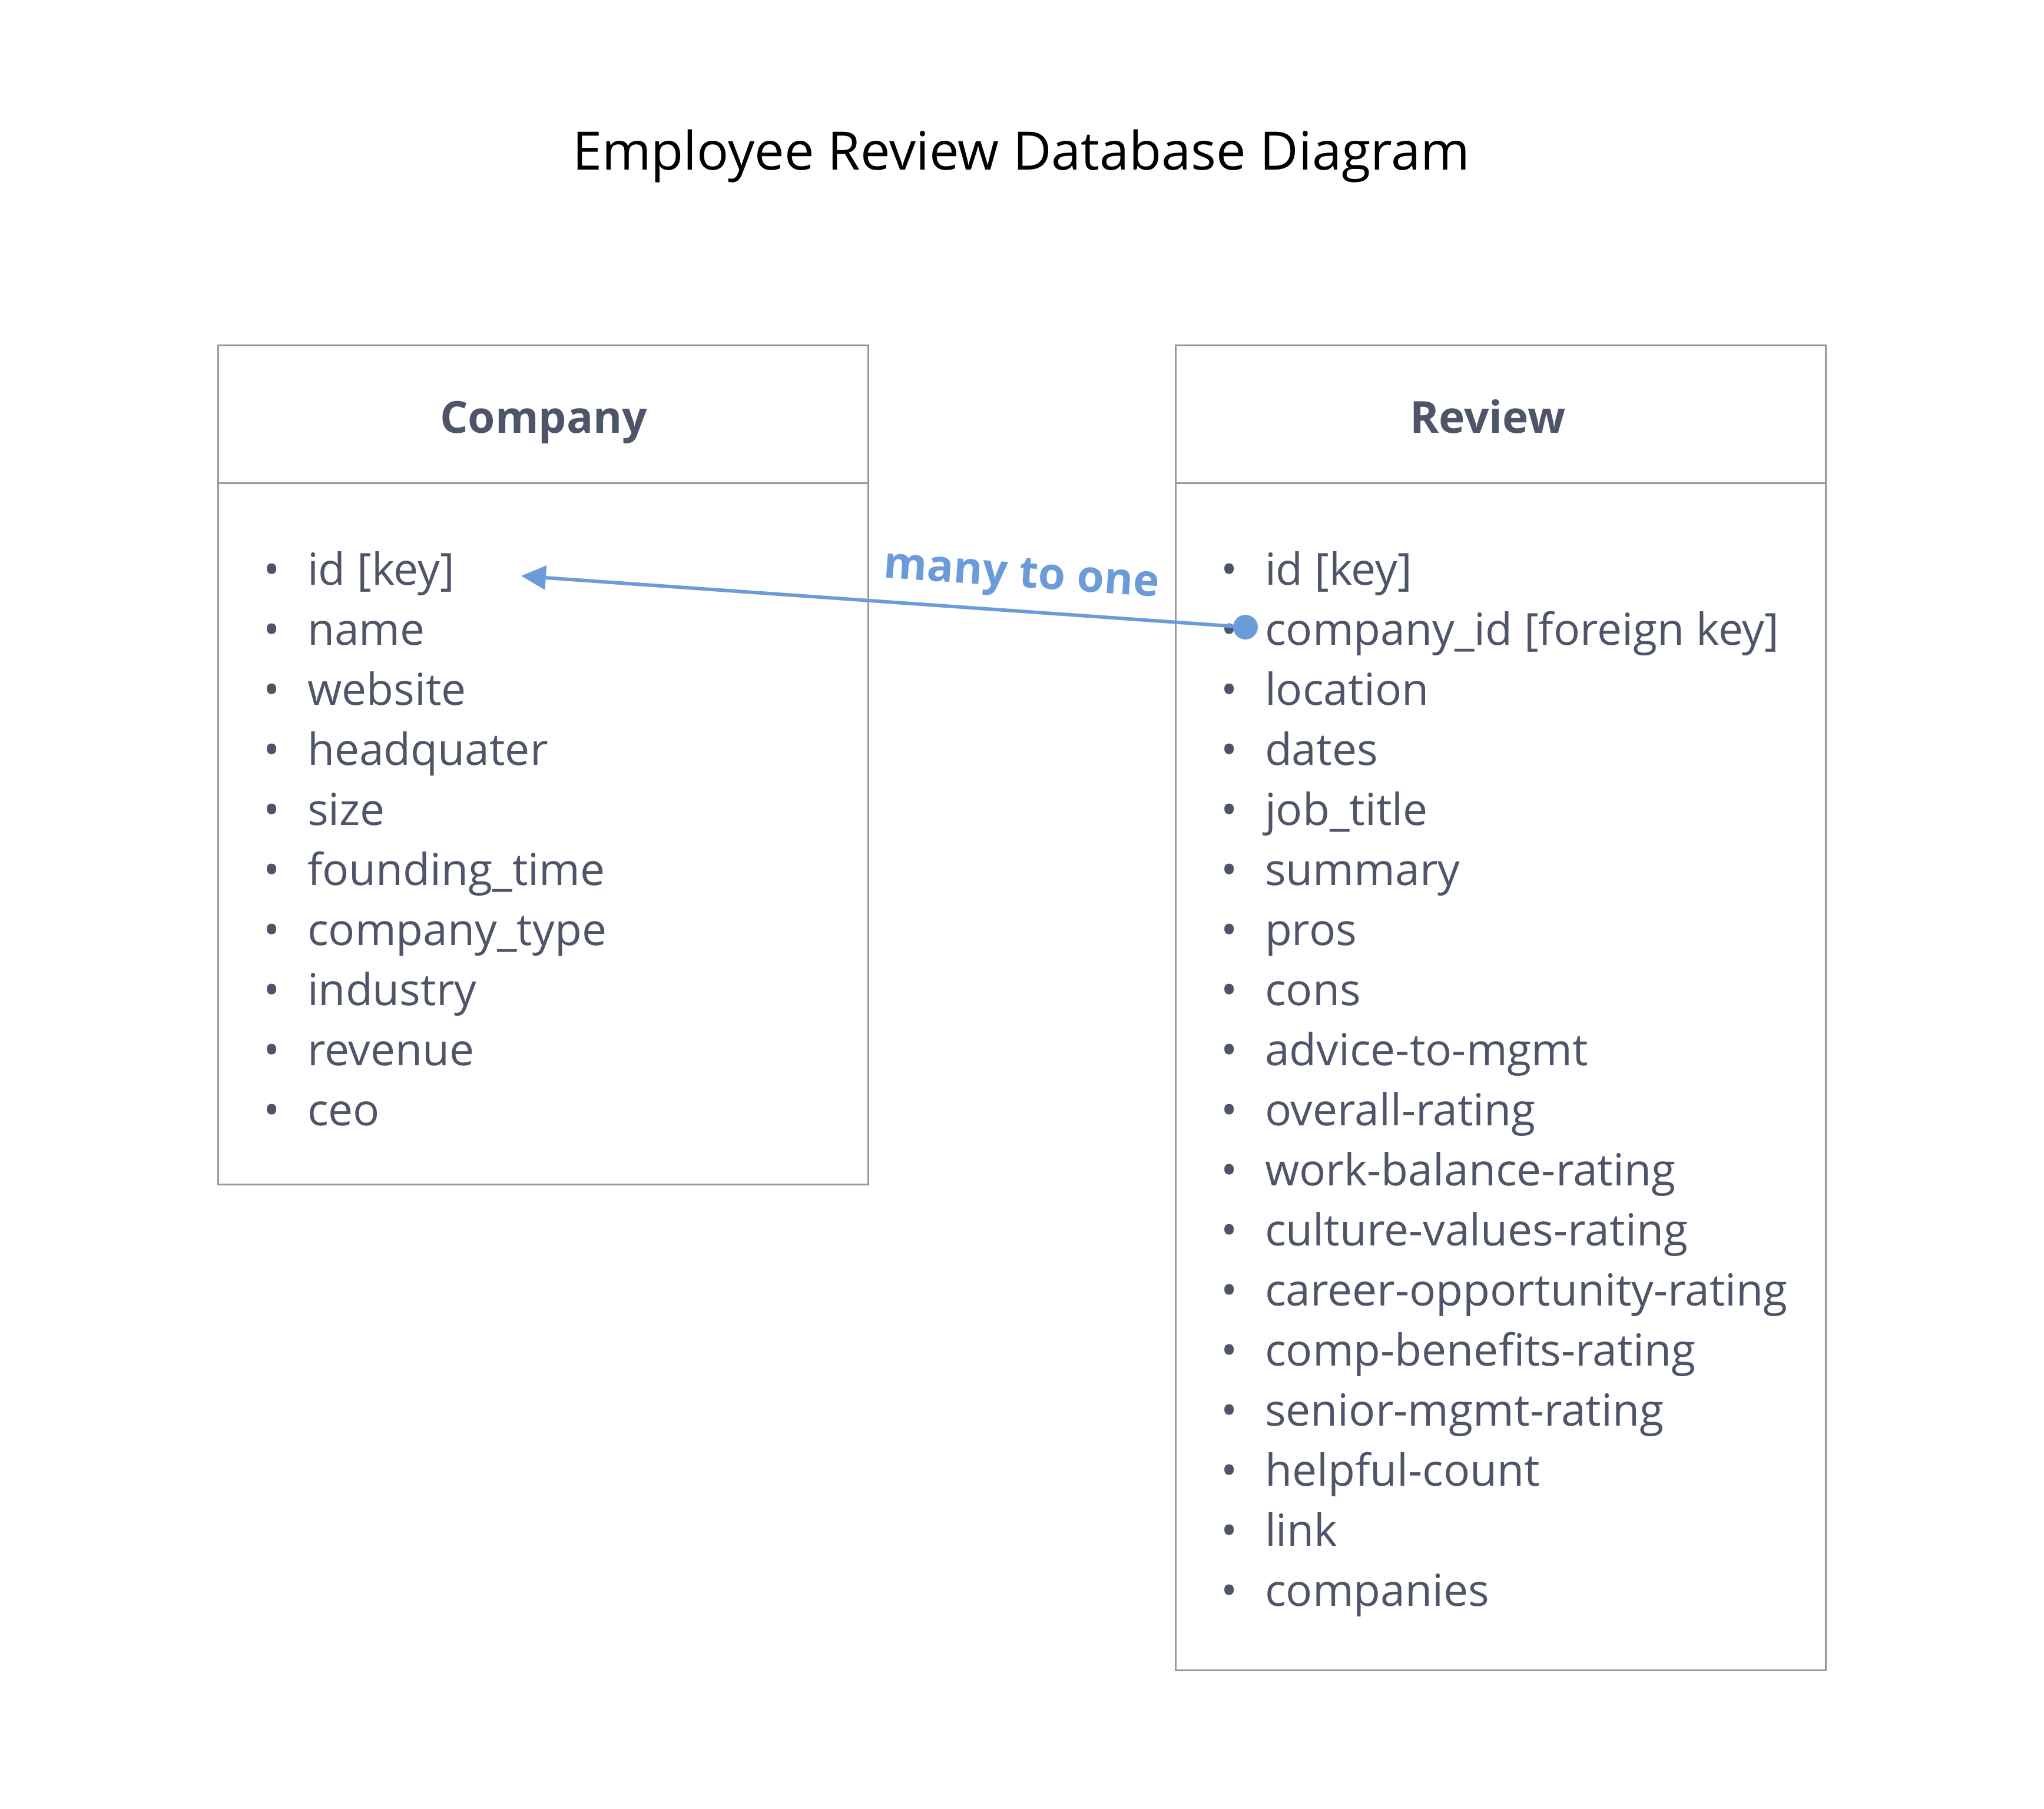 Employee Review Database Diagram
Company
• id [key]
• name
• website
• headquater
• size
• founding_time
• company_type
• industry
• revenue
• ceo
many to one
Review
• id [key]
• company_id [foreign key]
• location
• dates
• job_title
• summary
• pros
• cons
• advice-to-mgmt
• overall-rating
• work-balance-rating
• culture-values-rating
• career-opportunity-rating
• comp-benefits-rating
• senior-mgmt-rating
• helpful-count
• link
• companies